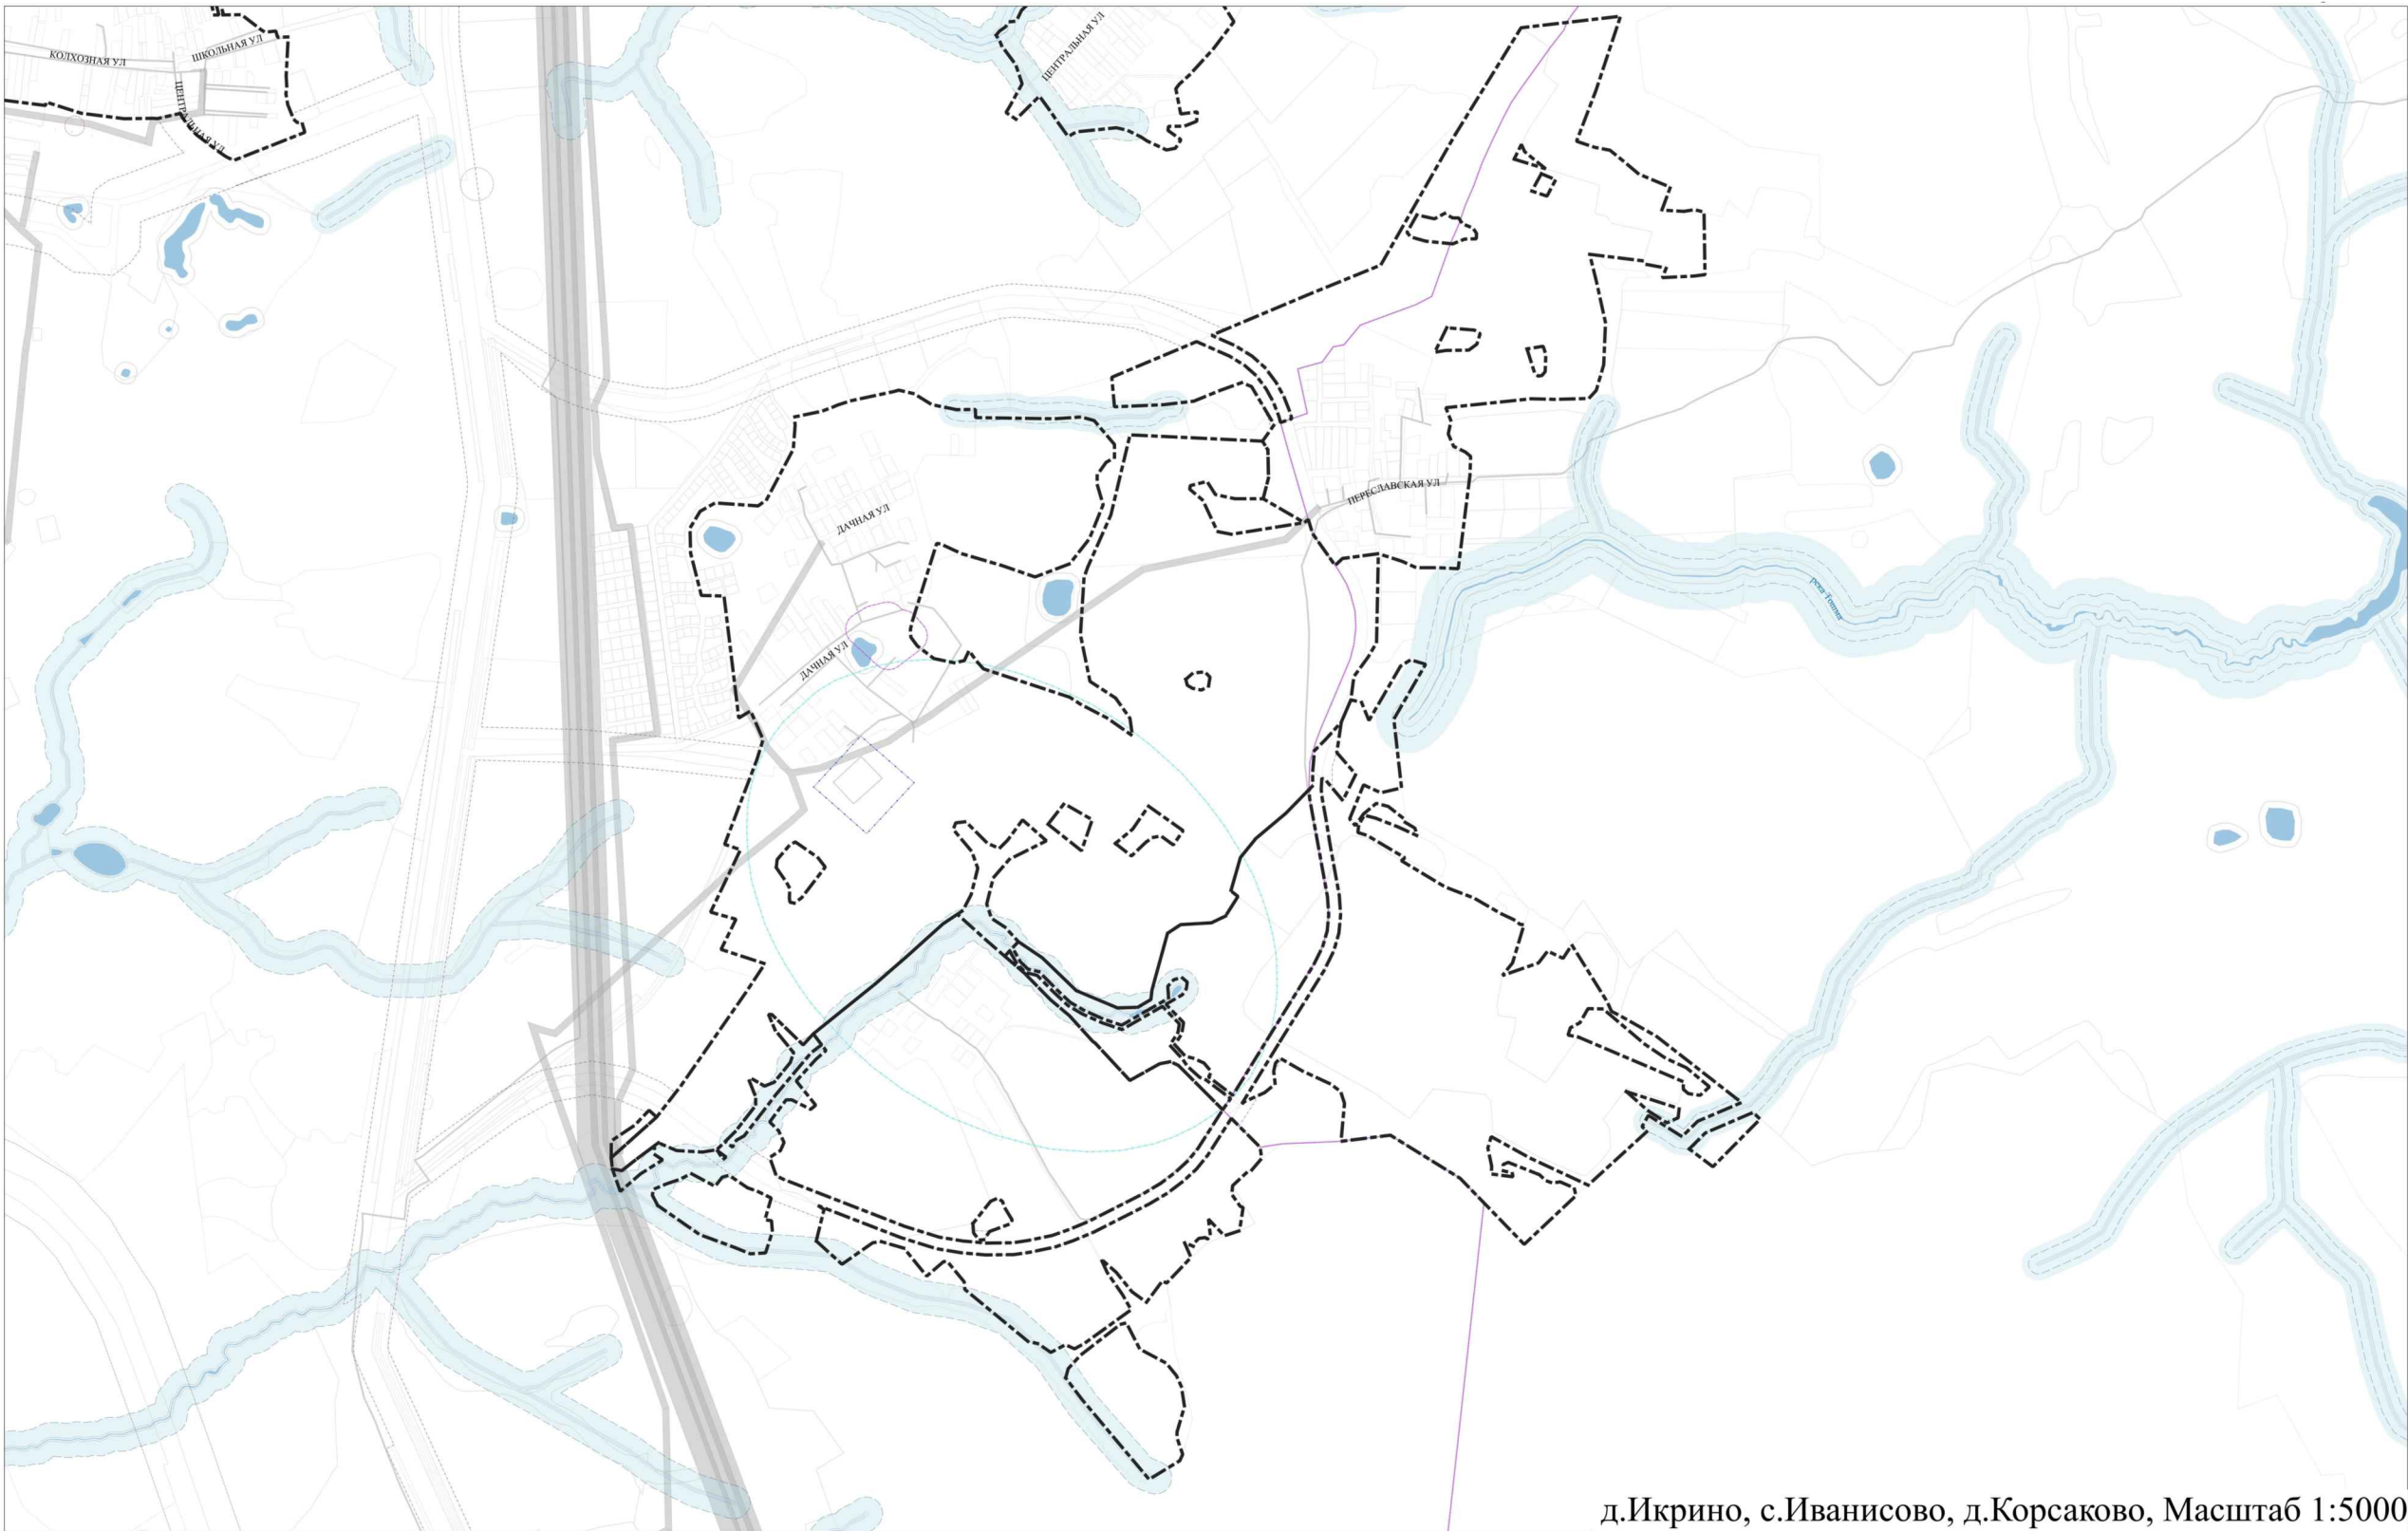 ШКОЛЬНАЯ УЛ
КОЛХОЗНАЯ УЛ
ЦЕНТРАЛЬНАЯ УЛ
ЦЕНТРАЛЬНАЯ УЛ
ПЕРЕСЛАВСКАЯ УЛ
ДАЧНАЯ УЛ
ДАЧНАЯ УЛ
река
д.Икрино, с.Иванисово, д.Корсаково, Масштаб 1:5000